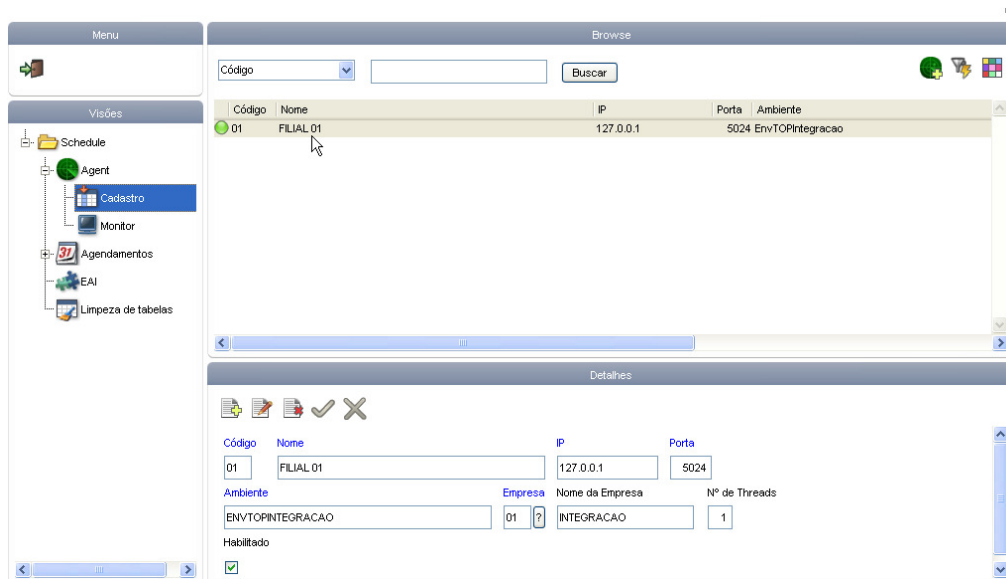 Menu
Browse
Código
Buscar
Visões
Schedule
Agent
Cadastro
Monitor
31 Agendamentos
EAI
Limpeza de tabelas
Código Nome IP Porta Ambiente
01 FILIAL 01 127.0.0.1 5024 EnvTOPIntegracao
Detalhes
Código Nome IP Porta
01 FILIAL 01 127.0.0.1 5024
Ambiente Empresa Nome da Empresa Nº de Threads
ENVTOPINTEGRACAO 01 ? INTEGRACAO 1
Habilitado